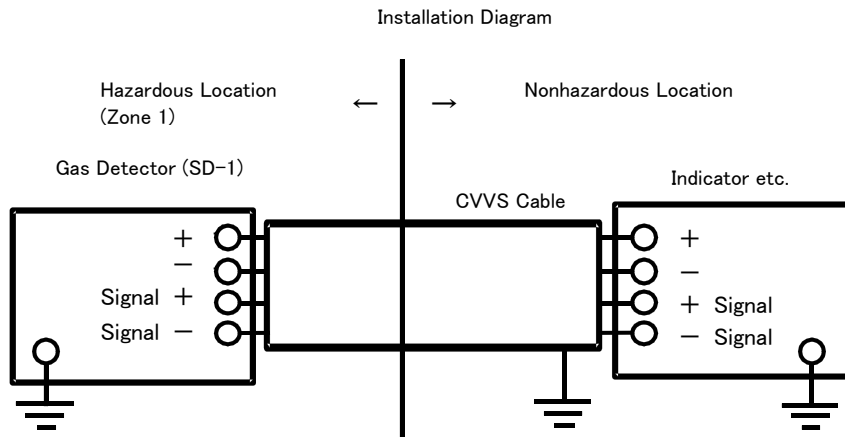 Installation Diagram
Hazardous Location
(Zone 1)
← →
Nonhazardous Location
Gas Detector (SD-1)
CVVS Cable
Indicator etc.
+
−
Signal +
Signal −
+
−
+ Signal
− Signal